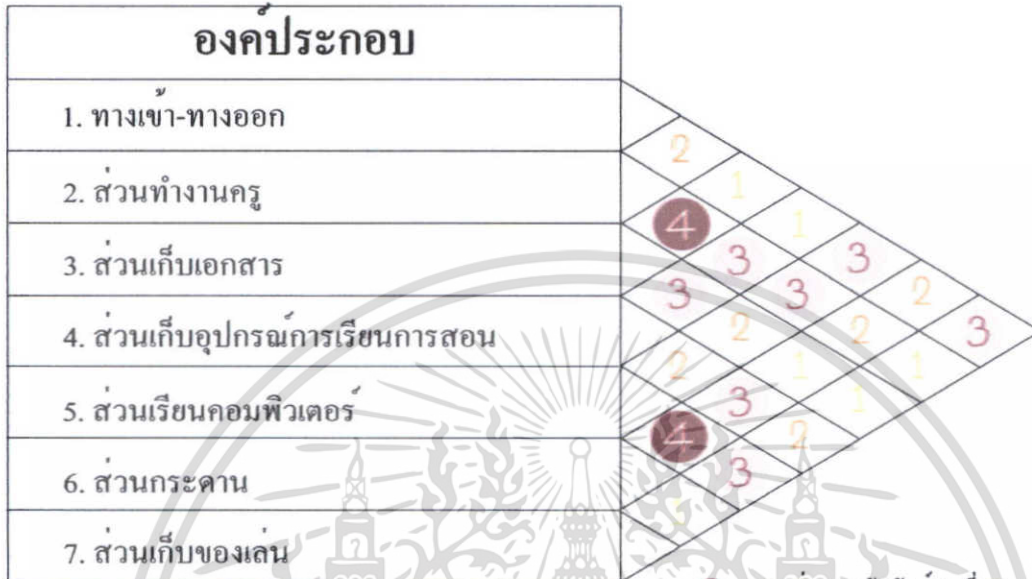 องค์ประกอบ
1. ทางเข้า-ทางออก
2. ส่วนทำงานครู
3. ส่วนเก็บเอกสาร
4. ส่วนเก็บอุปกรณ์การเรียนการสอน
5. ส่วนเรียนคอมพิวเตอร์
6. ส่วนกระดาน
7. ส่วนเก็บของเล่น
2
1
4 1
3 3
3 3 2
2 2 3
2 1 1
3 1
4 2
3
1